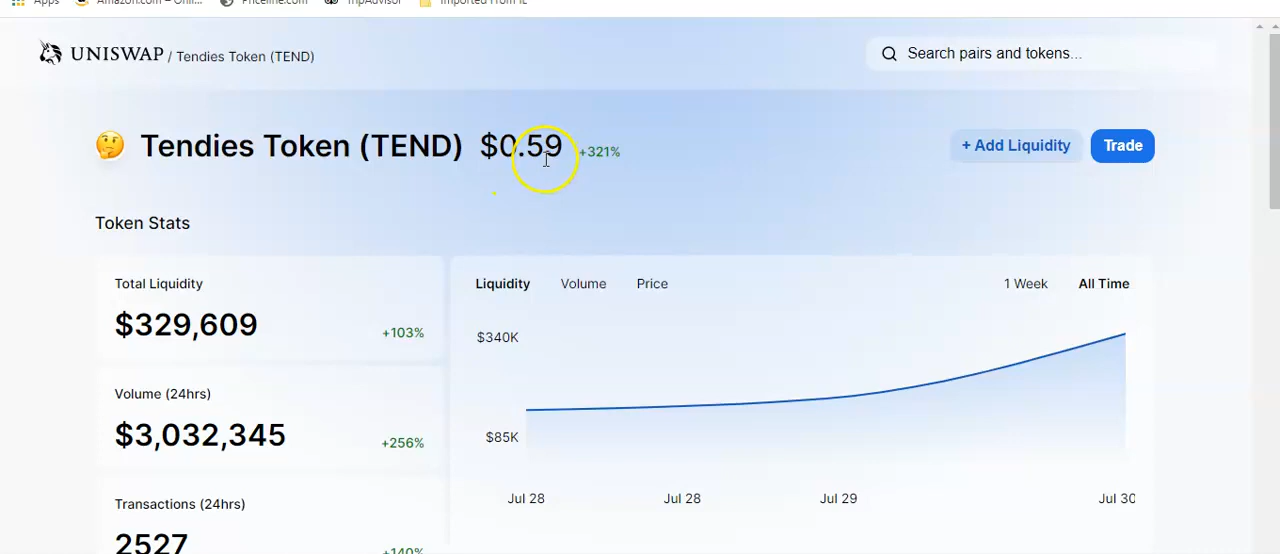 Apps Amazon.com – Onli... Priceline.com TripAdvisor Imported From IE
UNISWAP / Tendies Token (TEND)
Search pairs and tokens...
Tendies Token (TEND) $0.59 +321%
+ Add Liquidity Trade
Token Stats
Total Liquidity
$329,609 +103%
Volume (24hrs)
$3,032,345 +256%
Transactions (24hrs)
2527 +140%
Liquidity Volume Price 1 Week All Time
$340K
$85K
Jul 28 Jul 28 Jul 29 Jul 30